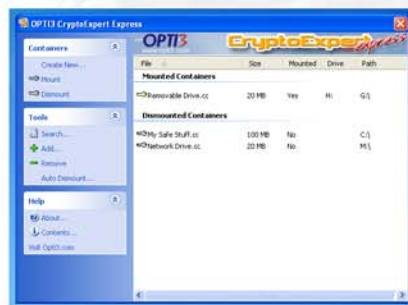 OPTI3 CryptoExpert Express
Containers
Create New...
Mount
Dismount
Tools
Search...
Add...
Remove
Auto Dismount...
Help
About...
Contents...
Visit Opti3.com
OPTI3
CryptoExpert express
File Size Mounted Drive Path
Mounted Containers
Removable Drive.cc 20 MB Yes H: G:\
Dismounted Containers
My Safe Stuff.cc 100 MB No C:\
Network Drive.cc 20 MB No M:\